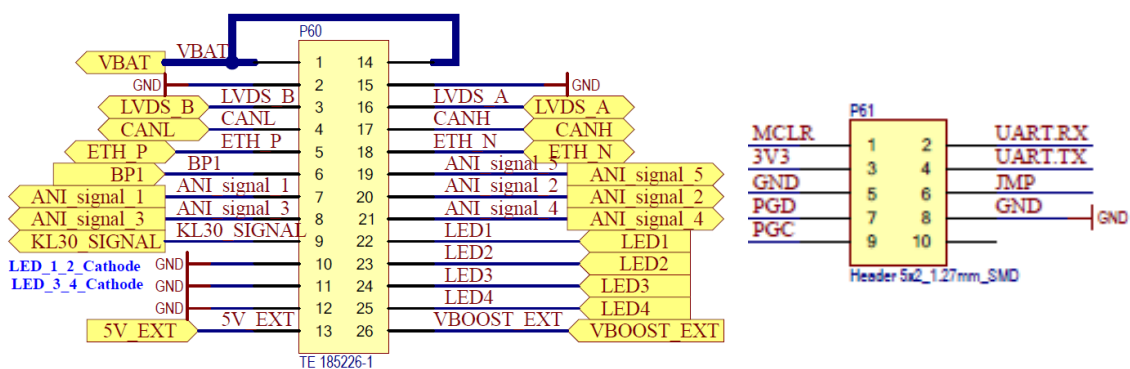 P60
VBAT VBAT 1 14
GND 2 15 GND
LVDS_B LVDS_B 3 16 LVDS_A LVDS_A
CANL CANL 4 17 CANH CANH
ETH_P ETH_P 5 18 ETH_N ETH_N
BP1 BP1 6 19 ANI_signal_5 ANI_signal_5
ANI_signal_1 ANI_signal_1 7 20 ANI_signal_2 ANI_signal_2
ANI_signal_3 ANI_signal_3 8 21 ANI_signal_4 ANI_signal_4
KL30_SIGNAL KL30_SIGNAL 9 22 LED1 LED1
LED_1_2_Cathode GND 10 23 LED2 LED2
LED_3_4_Cathode GND 11 24 LED3 LED3
GND 12 25 LED4 LED4
5V_EXT 5V_EXT 13 26 VBOOST_EXT VBOOST_EXT
TE 185226-1
P61
MCLR 1 2 UART.RX
3V3 3 4 UART.TX
GND 5 6 JMP
PGD 7 8 GND GND
PGC 9 10
Header 5x2_1.27mm_SMD